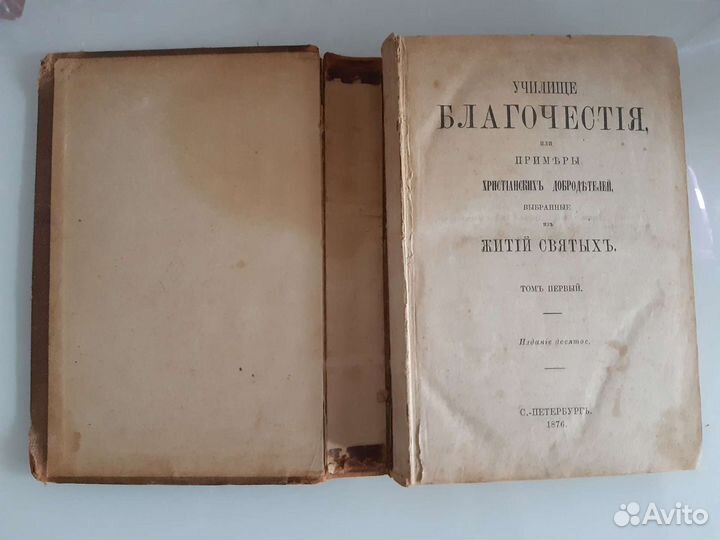 УЧИЛИЩЕ
БЛАГОЧЕСТІЯ,
ИЛИ
ПРИМѢРЫ
ХРИСТІАНСКИХЪ ДОБРОДѢТЕЛЕЙ,
ВЫБРАННЫЕ
ИЗЪ
ЖИТІЙ СВЯТЫХЪ.
ТОМЪ ПЕРВЫЙ.
Изданіе десятое.
С.-ПЕТЕРБУРГЪ.
1876.
Avito